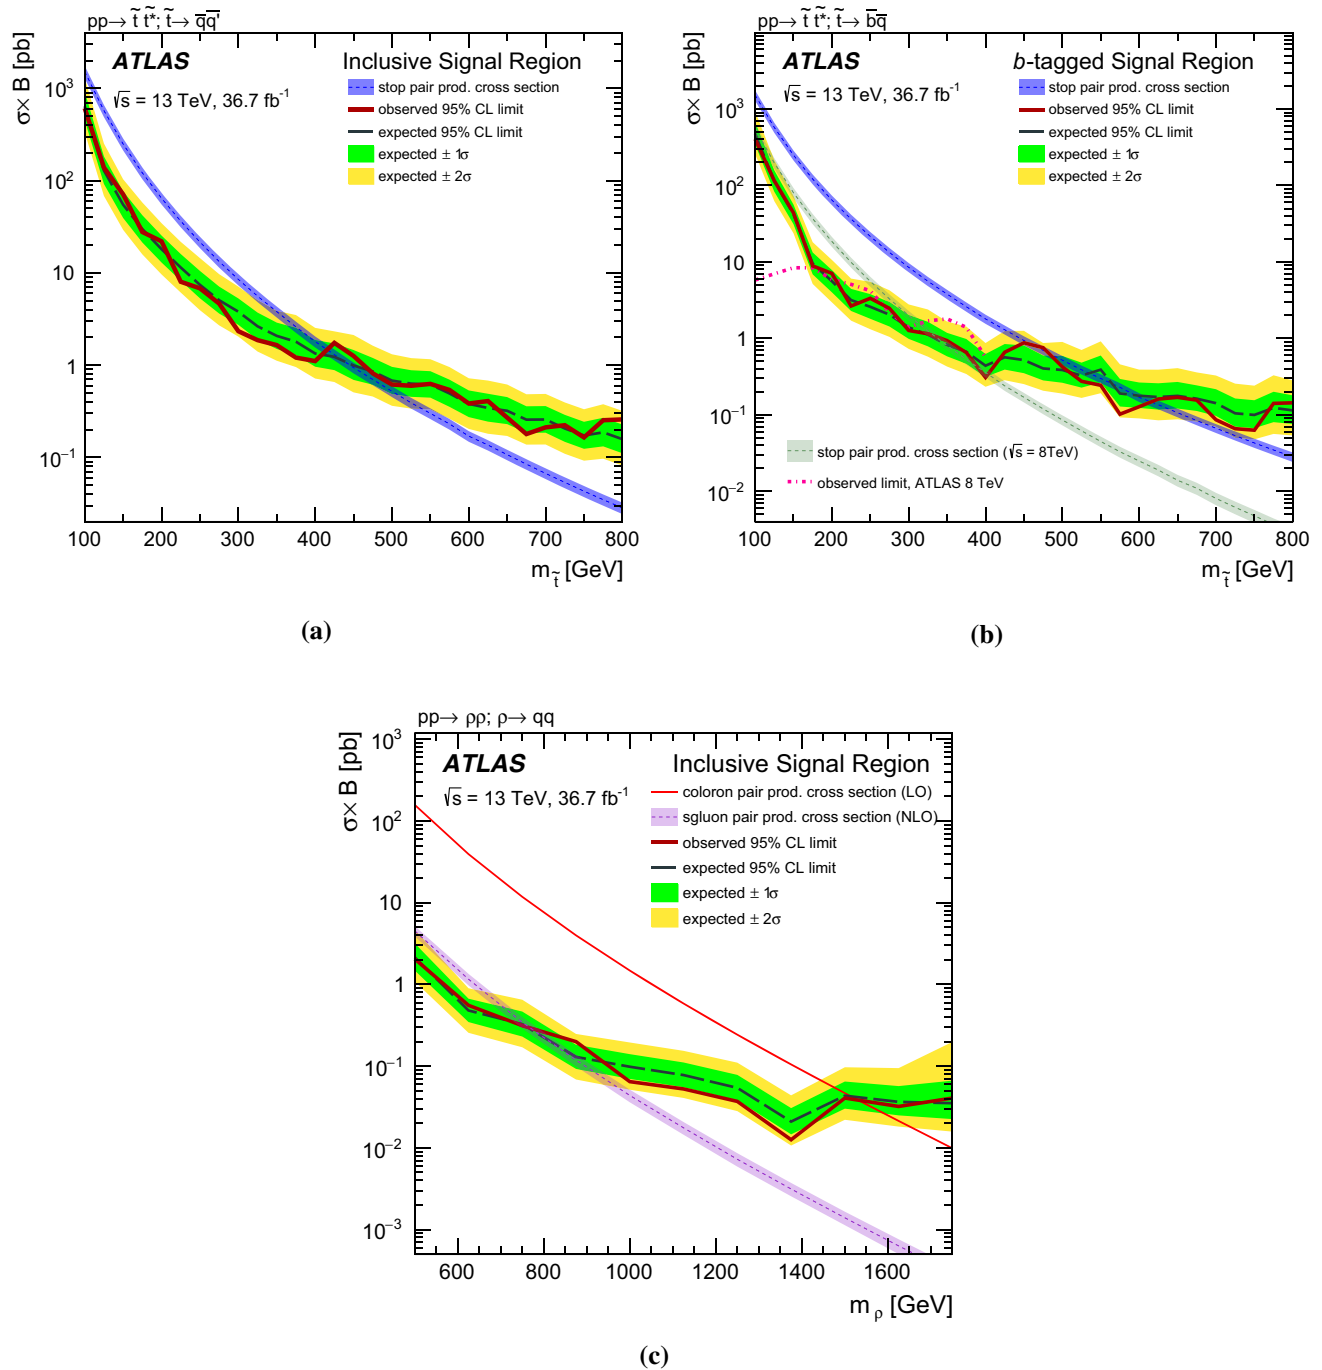 pp→ t̃ t̃*; t̃→ q̄q̄'
σ× B [pb]
ATLAS
√s = 13 TeV, 36.7 fb⁻¹
Inclusive Signal Region
stop pair prod. cross section
observed 95% CL limit
expected 95% CL limit
expected ± 1σ
expected ± 2σ
10³
10²
10
1
10⁻¹
100 200 300 400 500 600 700 800
m_t̃ [GeV]
(a)
pp→ t̃ t̃*; t̃→ b̄q̄
σ× B [pb]
ATLAS
√s = 13 TeV, 36.7 fb⁻¹
b-tagged Signal Region
stop pair prod. cross section
observed 95% CL limit
expected 95% CL limit
expected ± 1σ
expected ± 2σ
stop pair prod. cross section (√s = 8TeV)
observed limit, ATLAS 8 TeV
10³
10²
10
1
10⁻¹
10⁻²
100 200 300 400 500 600 700 800
m_t̃ [GeV]
(b)
pp→ ρρ; ρ→ qq
σ× B [pb]
ATLAS
√s = 13 TeV, 36.7 fb⁻¹
Inclusive Signal Region
coloron pair prod. cross section (LO)
sgluon pair prod. cross section (NLO)
observed 95% CL limit
expected 95% CL limit
expected ± 1σ
expected ± 2σ
10³
10²
10
1
10⁻¹
10⁻²
10⁻³
600 800 1000 1200 1400 1600
m_ρ [GeV]
(c)